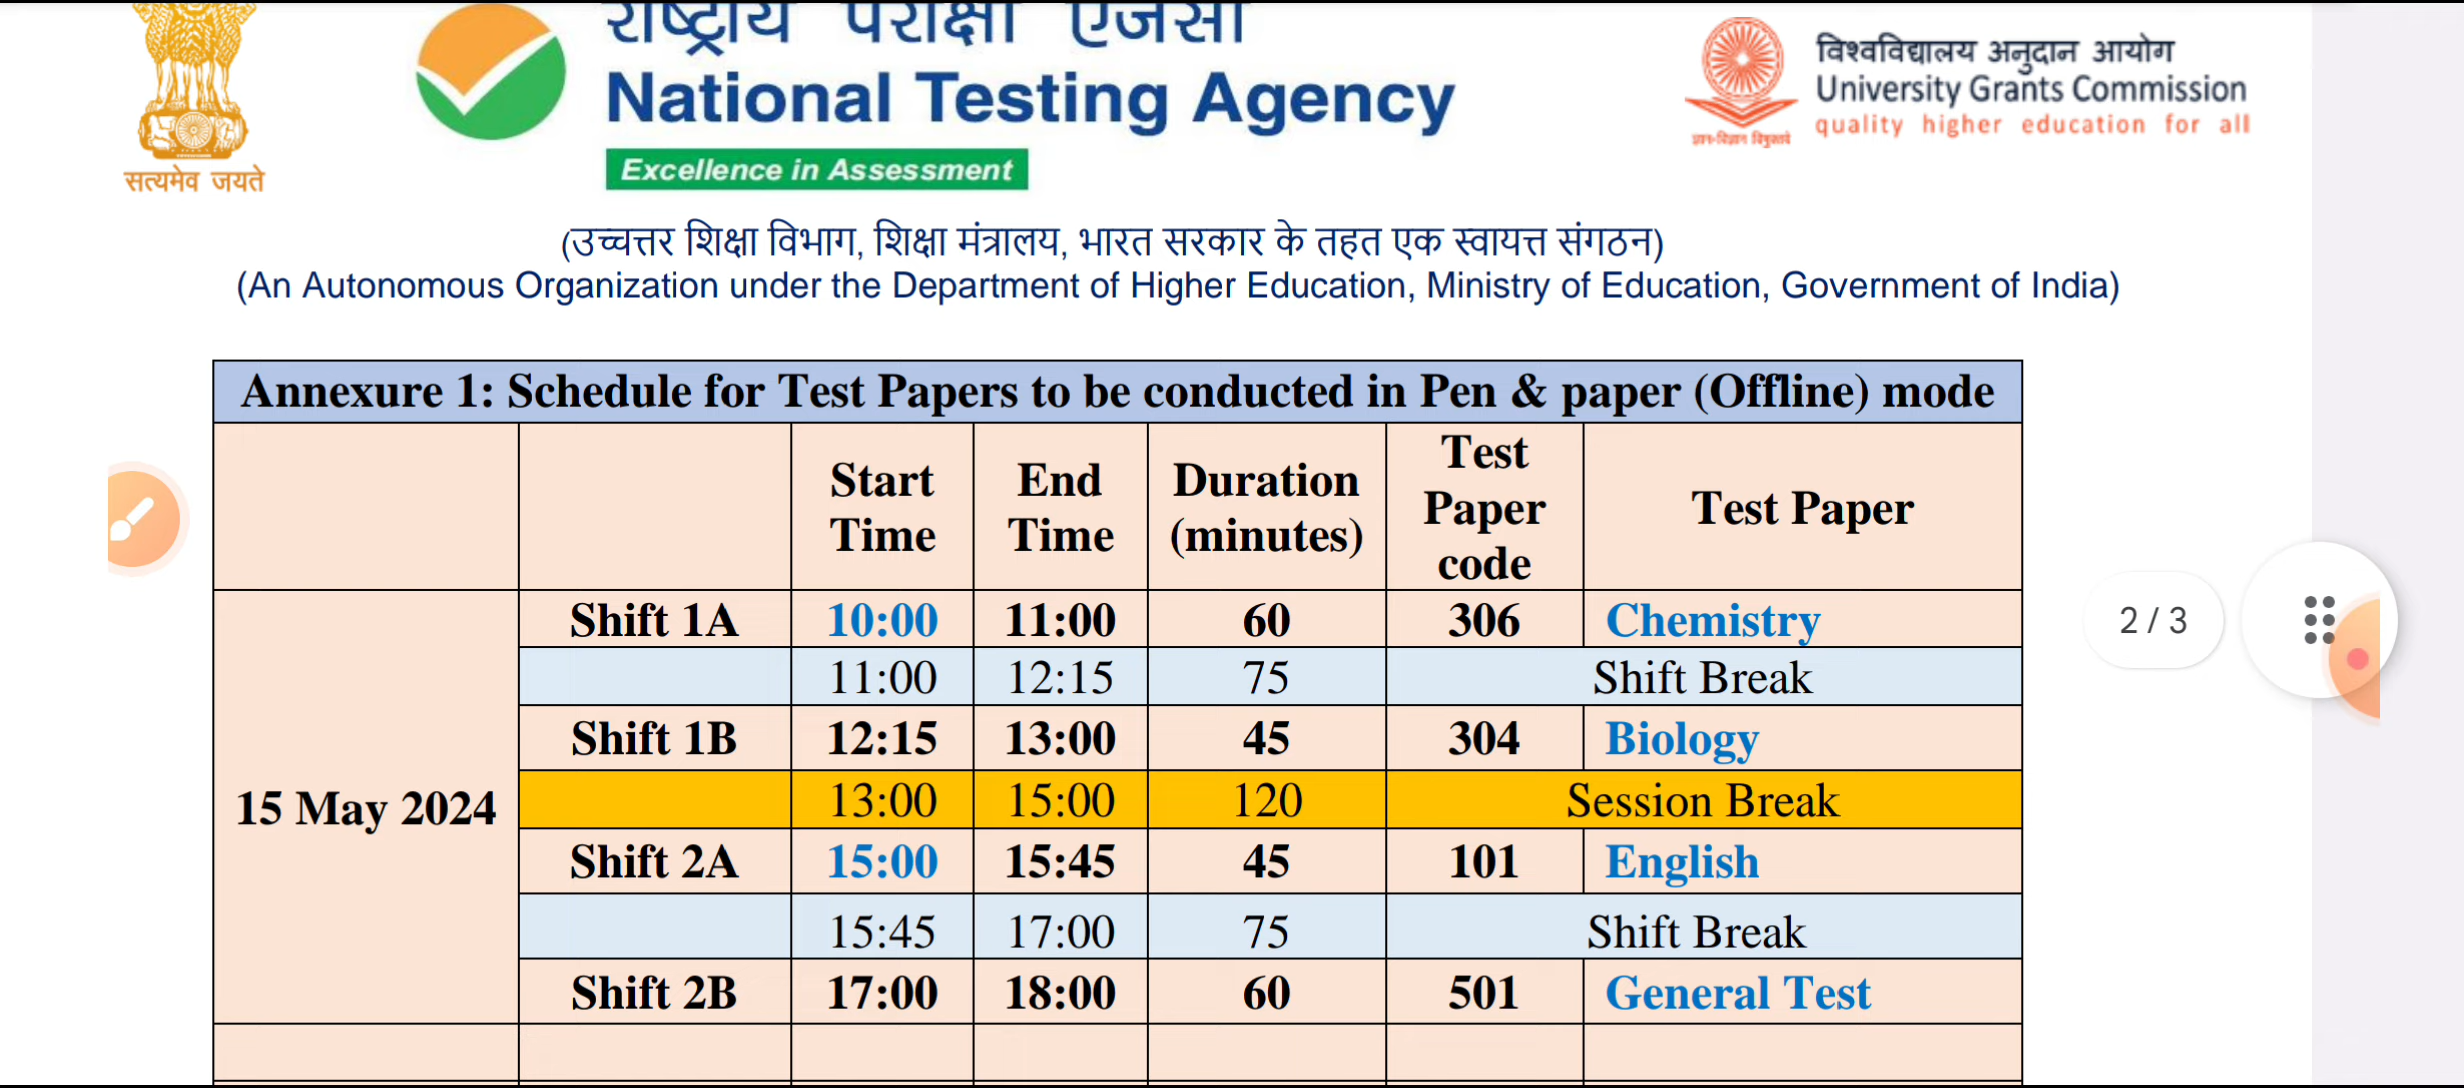 राष्ट्रीय परीक्षा एजेंसी
National Testing Agency
Excellence in Assessment
सत्यमेव जयते
विश्वविद्यालय अनुदान आयोग
University Grants Commission
quality higher education for all
ज्ञान-विज्ञान विमुक्तये
(उच्चत्तर शिक्षा विभाग, शिक्षा मंत्रालय, भारत सरकार के तहत एक स्वायत्त संगठन)
(An Autonomous Organization under the Department of Higher Education, Ministry of Education, Government of India)
Annexure 1: Schedule for Test Papers to be conducted in Pen & paper (Offline) mode
Start Time End Time Duration (minutes) Test Paper code Test Paper
15 May 2024
Shift 1A 10:00 11:00 60 306 Chemistry
11:00 12:15 75 Shift Break
Shift 1B 12:15 13:00 45 304 Biology
13:00 15:00 120 Session Break
Shift 2A 15:00 15:45 45 101 English
15:45 17:00 75 Shift Break
Shift 2B 17:00 18:00 60 501 General Test
2 / 3